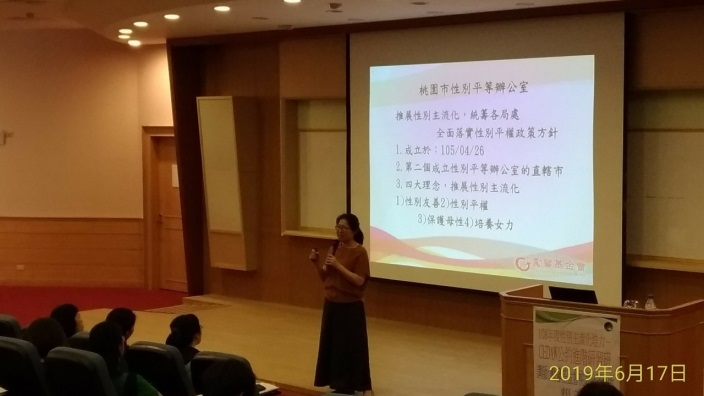 桃園市性別平等辦公室
推展性別主流化，統籌各局處
全面落實性別平權政策方針
1.成立於：105/04/26
2.第二個成立性別平等辦公室的直轄市
3.四大理念，推展性別主流化
1)性別友善2)性別平權
3)保護母性4)培養女力
基金會
2019年6月17日